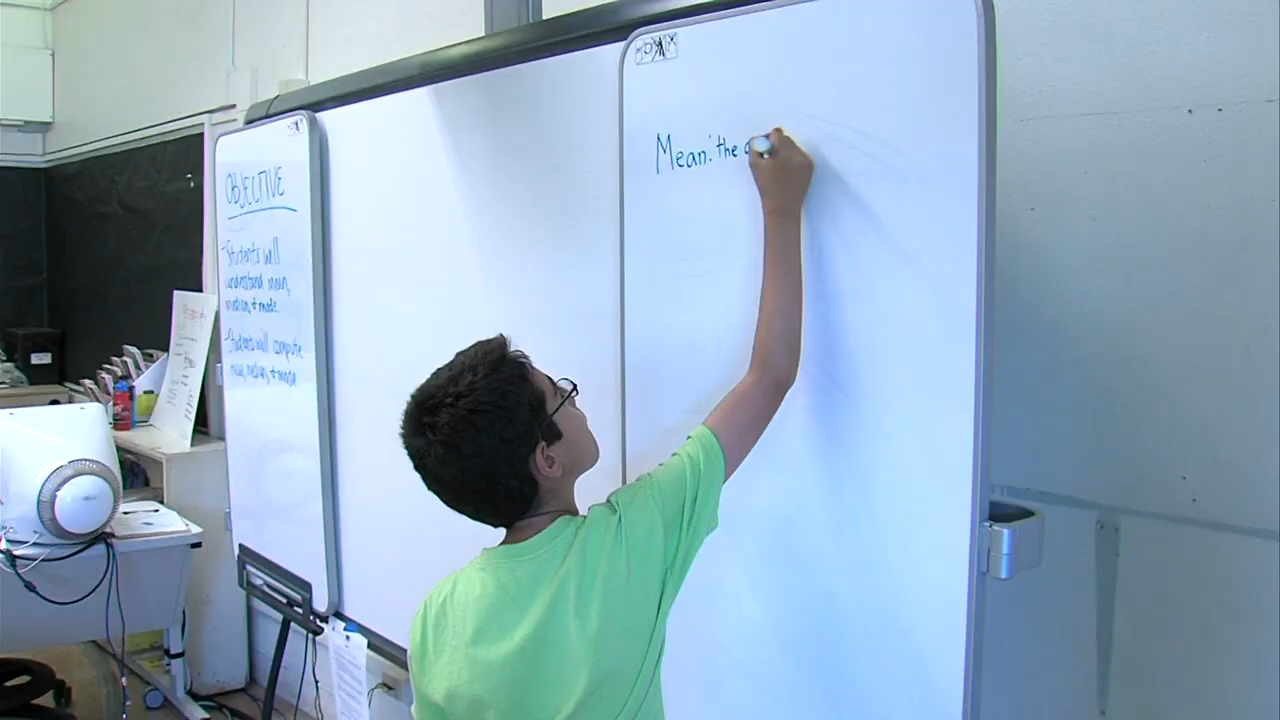 OBJECTIVE
-Students will
understand mean,
median, + mode.
-Students will compute
mean, median, + mode
Mean: the